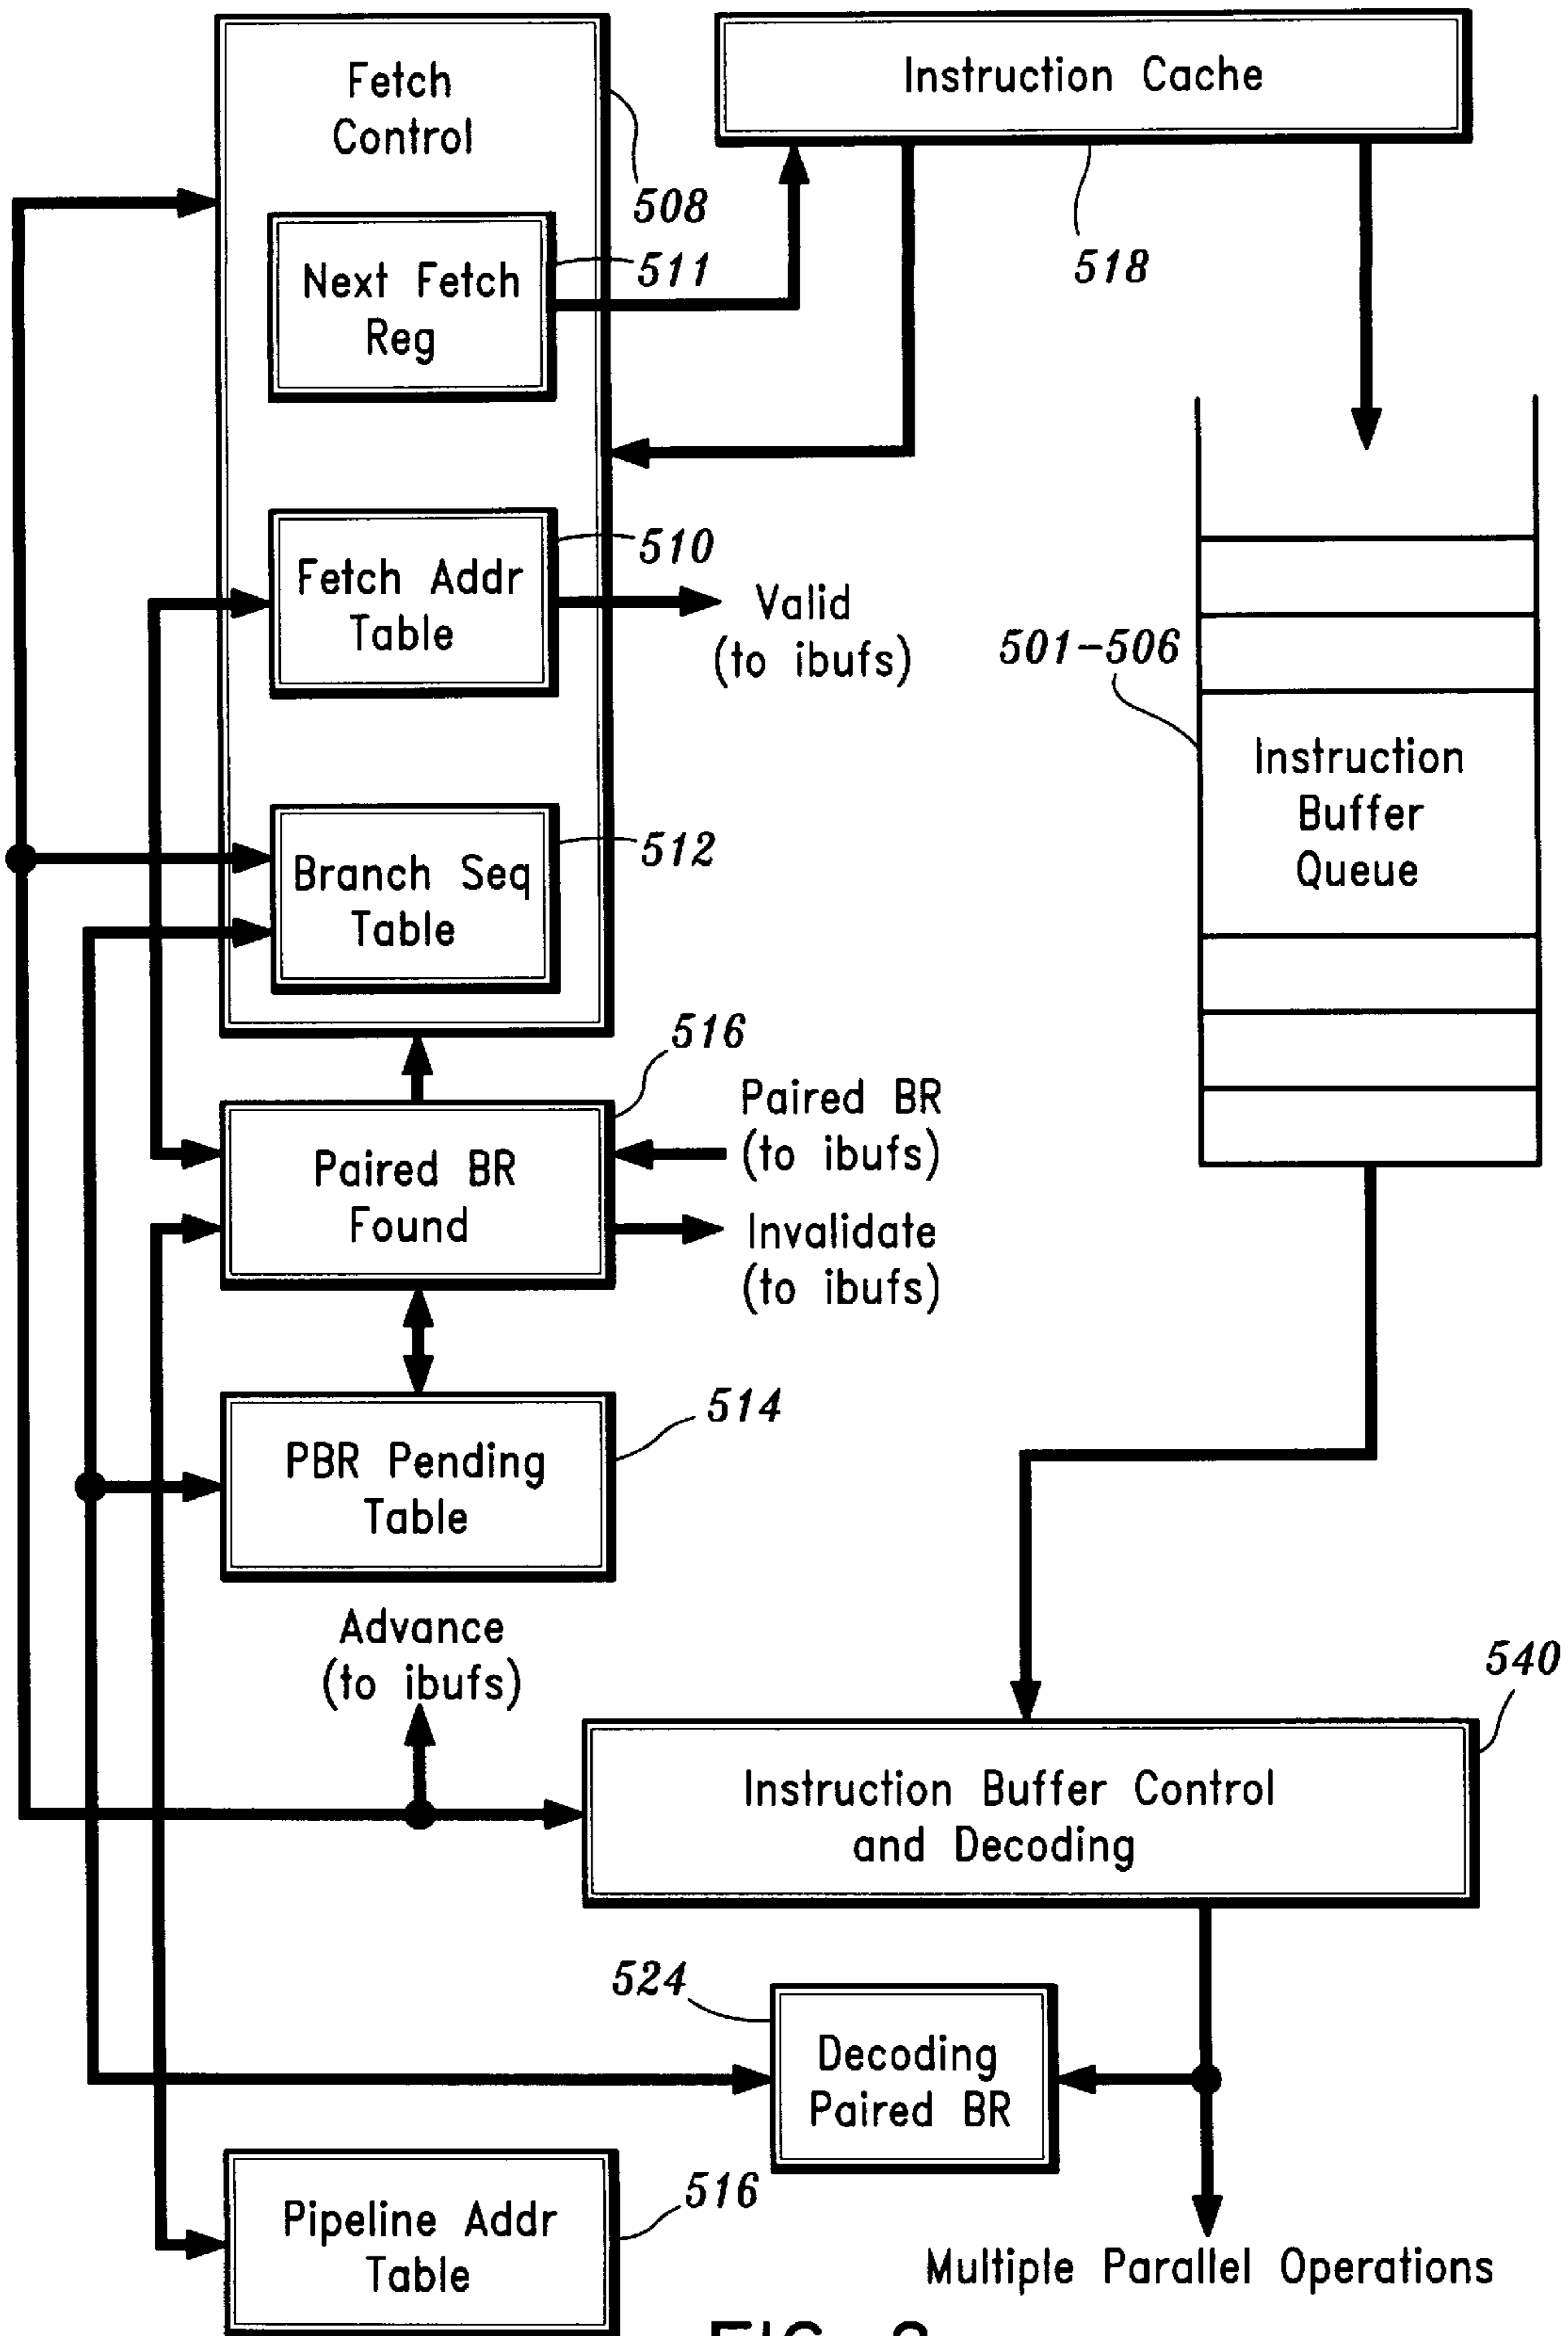 Fetch
Control
Instruction Cache
508
Next Fetch
Reg
511
518
Fetch Addr
Table
510
Valid
(to ibufs)
501-506
Instruction
Buffer
Queue
Branch Seq
Table
512
516
Paired BR
Found
Paired BR
(to ibufs)
Invalidate
(to ibufs)
514
PBR Pending
Table
Advance
(to ibufs)
540
Instruction Buffer Control
and Decoding
524
Decoding
Paired BR
516
Pipeline Addr
Table
Multiple Parallel Operations